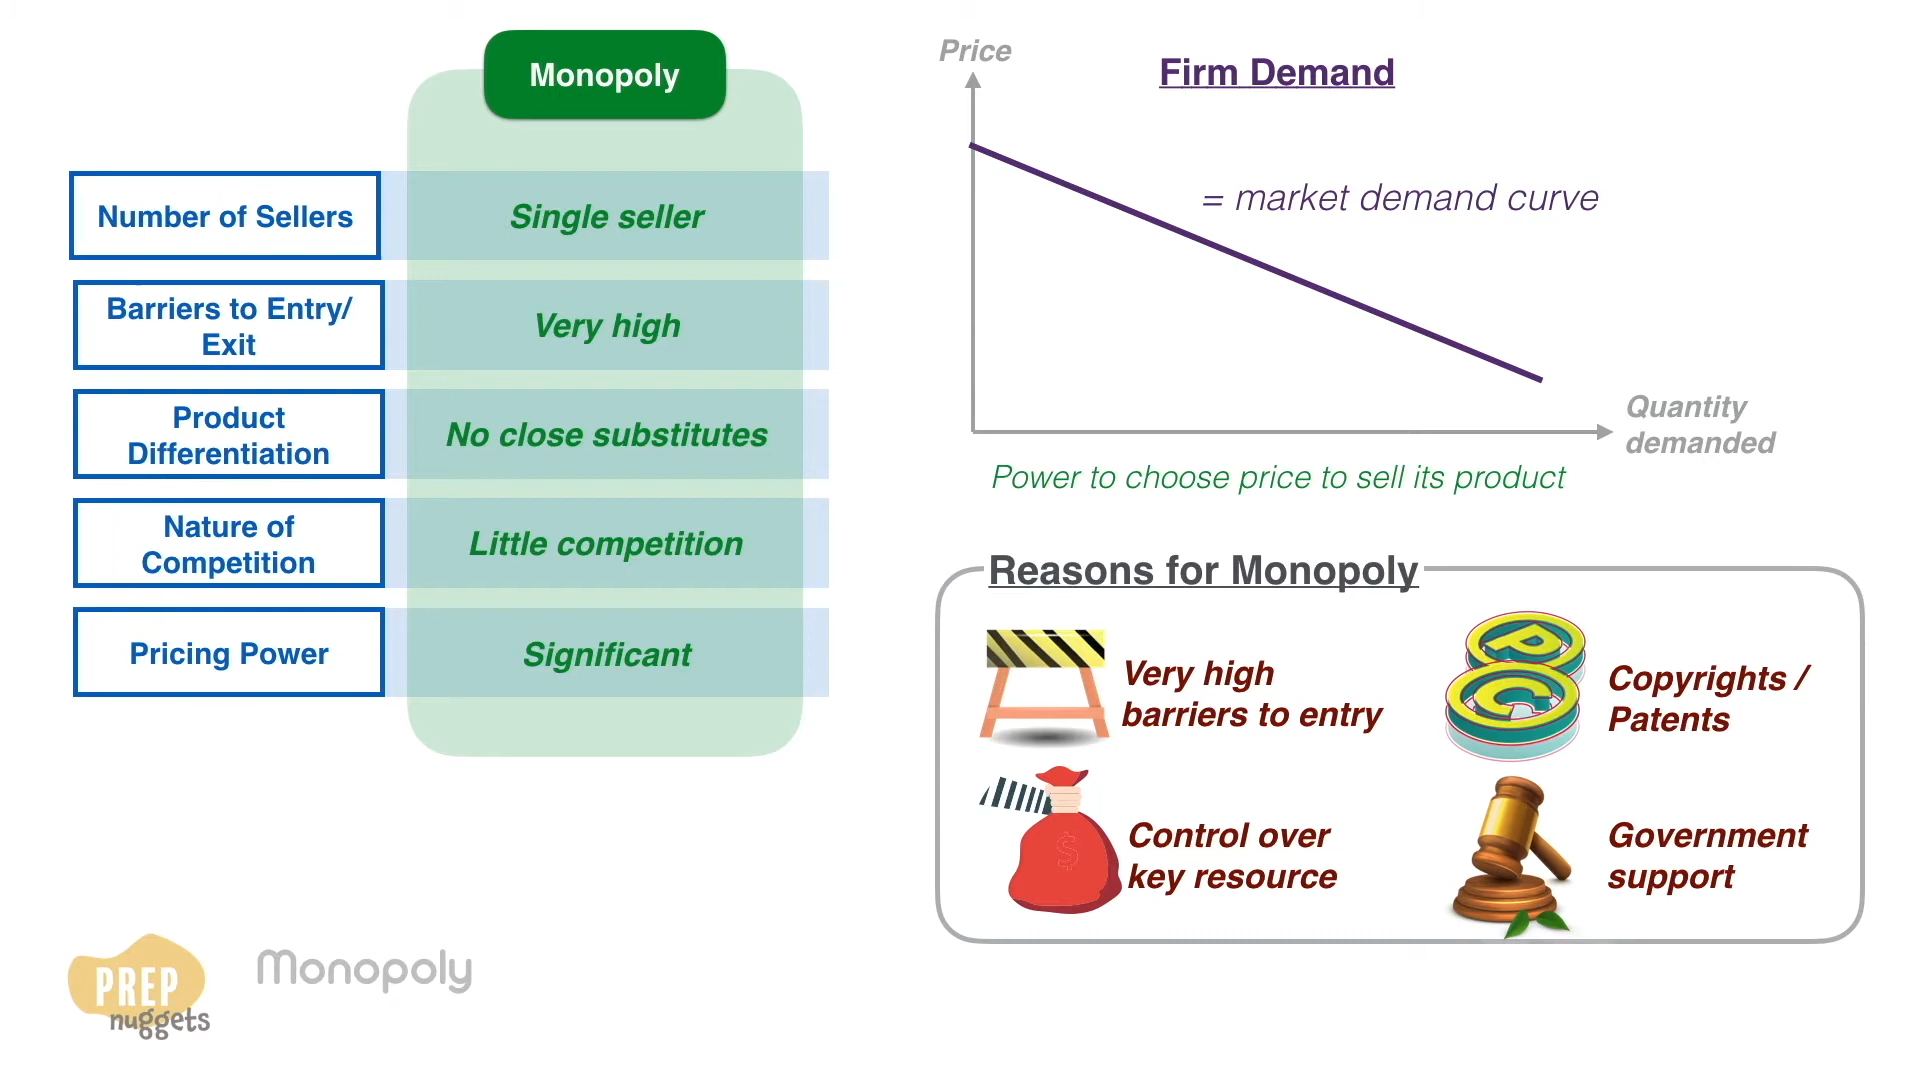 Monopoly
Number of Sellers
Single seller
Barriers to Entry/
Exit
Very high
Product
Differentiation
No close substitutes
Nature of
Competition
Little competition
Pricing Power
Significant
Price
Firm Demand
= market demand curve
Quantity
demanded
Power to choose price to sell its product
Reasons for Monopoly
Very high
barriers to entry
P
C
Copyrights /
Patents
$
Control over
key resource
Government
support
PREP
nuggets
Monopoly